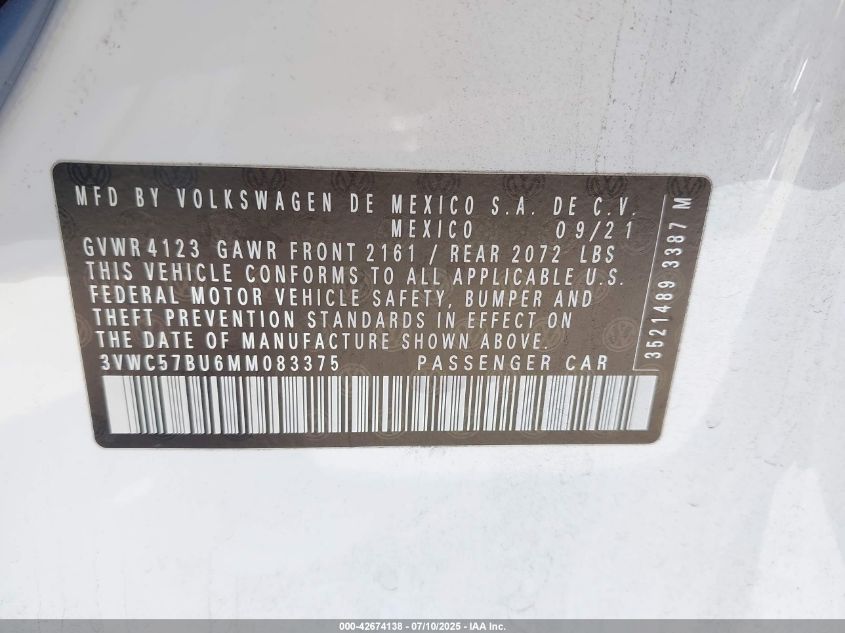 MFD BY VOLKSWAGEN DE MEXICO S.A. DE C.V.
MEXICO 09/21
GVWR 4123 GAWR FRONT 2161 / REAR 2072 LBS
THIS VEHICLE CONFORMS TO ALL APPLICABLE U.S.
FEDERAL MOTOR VEHICLE SAFETY, BUMPER AND
THEFT PREVENTION STANDARDS IN EFFECT ON
THE DATE OF MANUFACTURE SHOWN ABOVE.
3VWC57BU6MM083375 PASSENGER CAR
3521489 3387 M
000-42674138 - 07/10/2025 - IAA Inc.